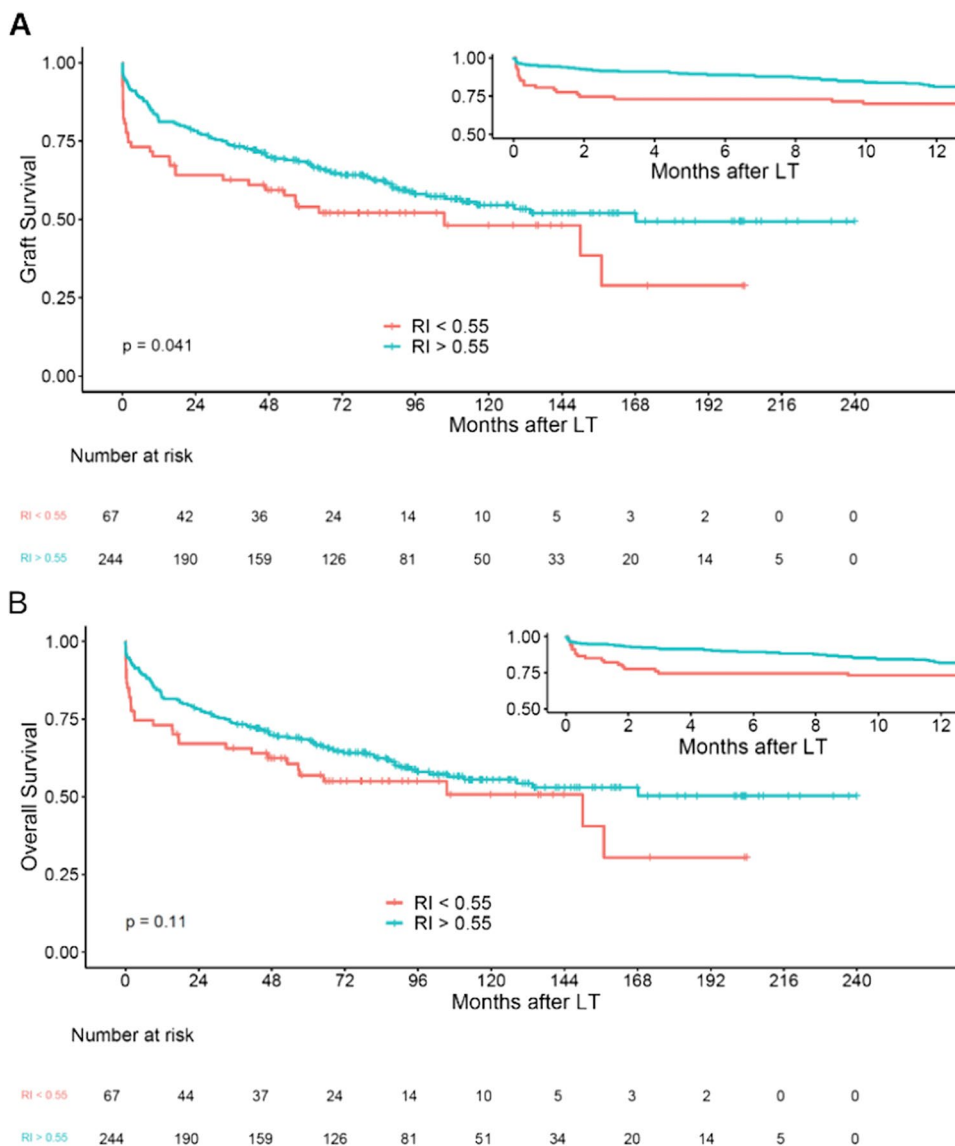 A
1.00
0.75
0.50
0.25
0.00
Graft Survival
1.00
0.75
0.50
0 2 4 6 8 10 12
Months after LT
RI < 0.55
RI > 0.55
p = 0.041
0 24 48 72 96 120 144 168 192 216 240
Months after LT
Number at risk
RI < 0.55 67 42 36 24 14 10 5 3 2 0 0
RI > 0.55 244 190 159 126 81 50 33 20 14 5 0
B
1.00
0.75
0.50
0.25
0.00
Overall Survival
1.00
0.75
0.50
0 2 4 6 8 10 12
Months after LT
RI < 0.55
RI > 0.55
p = 0.11
0 24 48 72 96 120 144 168 192 216 240
Months after LT
Number at risk
RI < 0.55 67 44 37 24 14 10 5 3 2 0 0
RI > 0.55 244 190 159 126 81 51 34 20 14 5 0